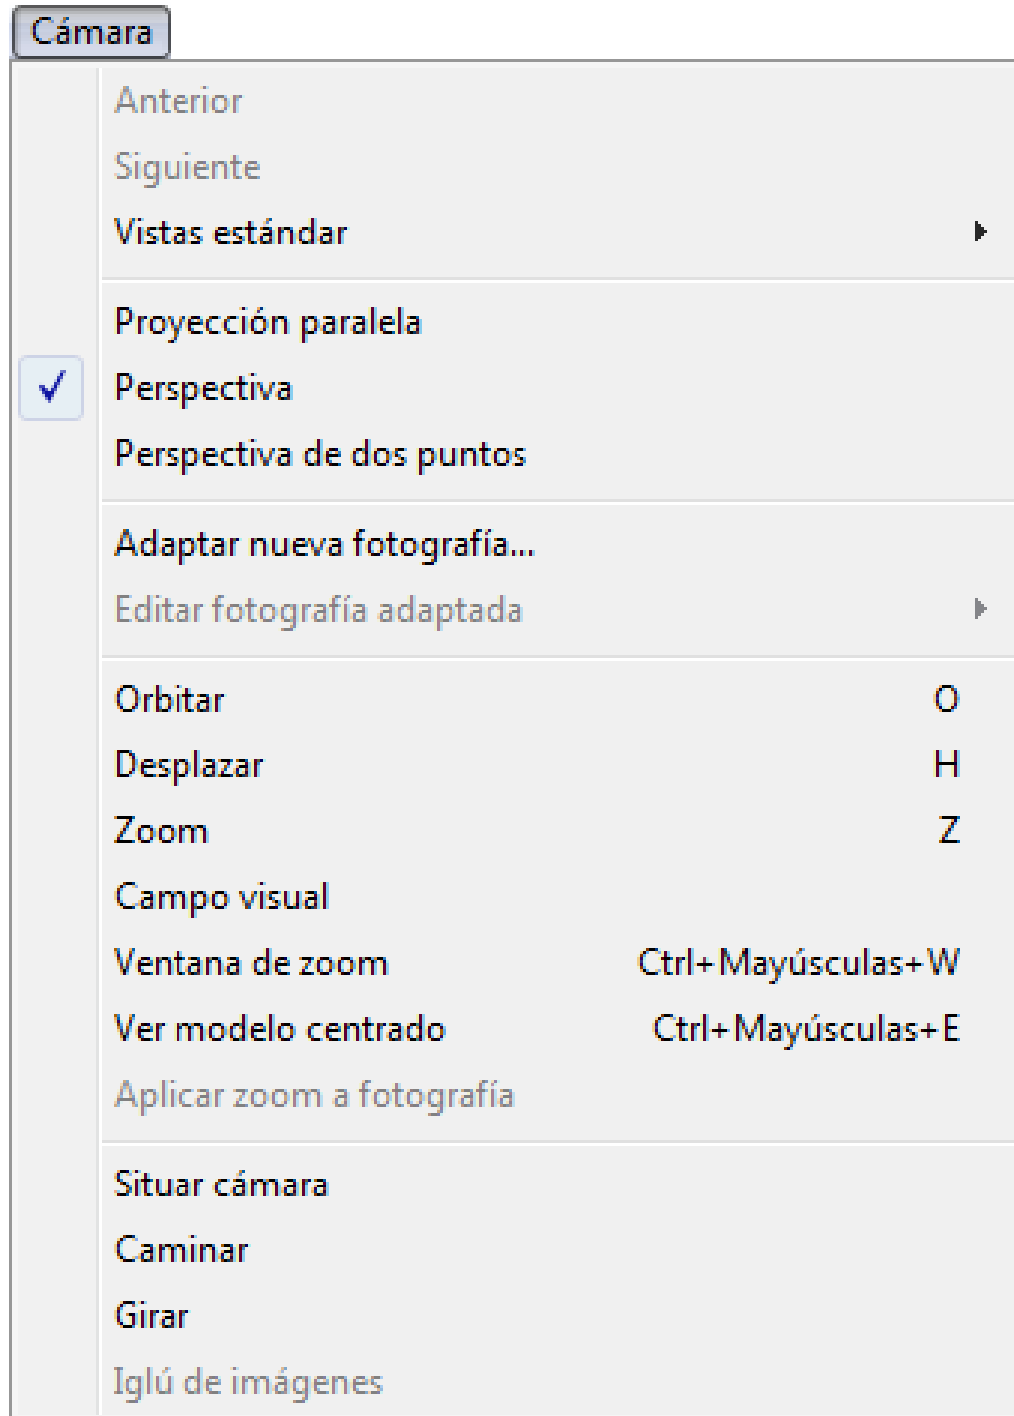 Cámara
Anterior
Siguiente
Vistas estándar
Proyección paralela
Perspectiva
Perspectiva de dos puntos
Adaptar nueva fotografía...
Editar fotografía adaptada
Orbitar O
Desplazar H
Zoom Z
Campo visual
Ventana de zoom Ctrl+Mayúsculas+W
Ver modelo centrado Ctrl+Mayúsculas+E
Aplicar zoom a fotografía
Situar cámara
Caminar
Girar
Iglú de imágenes